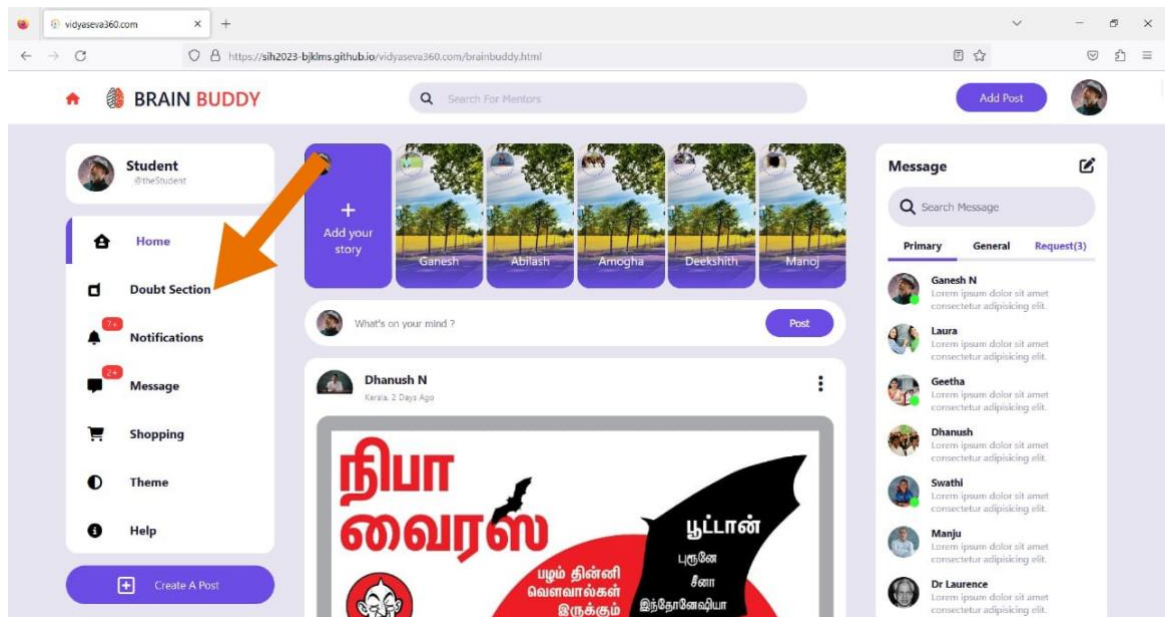 vidyaseva360.com
https://sih2023-bjklms.github.io/vidyaseva360.com/brainbuddy.html
BRAIN BUDDY
Search For Mentors
Add Post
Student
@theStudent
Home
Doubt Section
7+
Notifications
2+
Message
Shopping
Theme
Help
Create A Post
Add your
story
Ganesh
Abilash
Amogha
Deekshith
Manoj
What's on your mind ?
Post
Dhanush N
Kerala, 2 Days Ago
நிபா
வைரஸ்
பழம் தின்னி
வௌவால்கள்
இருக்கும்
பூட்டான்
புரூனே
சீனா
இந்தோனேஷியா
Message
Search Message
Primary General Request(3)
Ganesh N
Lorem ipsum dolor sit amet
consectetur adipisicing elit.
Laura
Lorem ipsum dolor sit amet
consectetur adipisicing elit.
Geetha
Lorem ipsum dolor sit amet
consectetur adipisicing elit.
Dhanush
Lorem ipsum dolor sit amet
consectetur adipisicing elit.
Swathi
Lorem ipsum dolor sit amet
consectetur adipisicing elit.
Manju
Lorem ipsum dolor sit amet
consectetur adipisicing elit.
Dr Laurence
Lorem ipsum dolor sit amet
consectetur adipisicing elit.